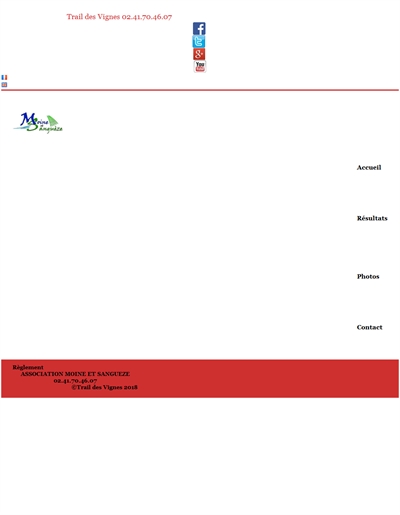 Trail des Vignes 02.41.70.46.07
You
Tube
Moine
Sanguèze
Accueil
Résultats
Photos
Contact
Règlement
ASSOCIATION MOINE ET SANGUEZE
02.41.70.46.07
©Trail des Vignes 2018